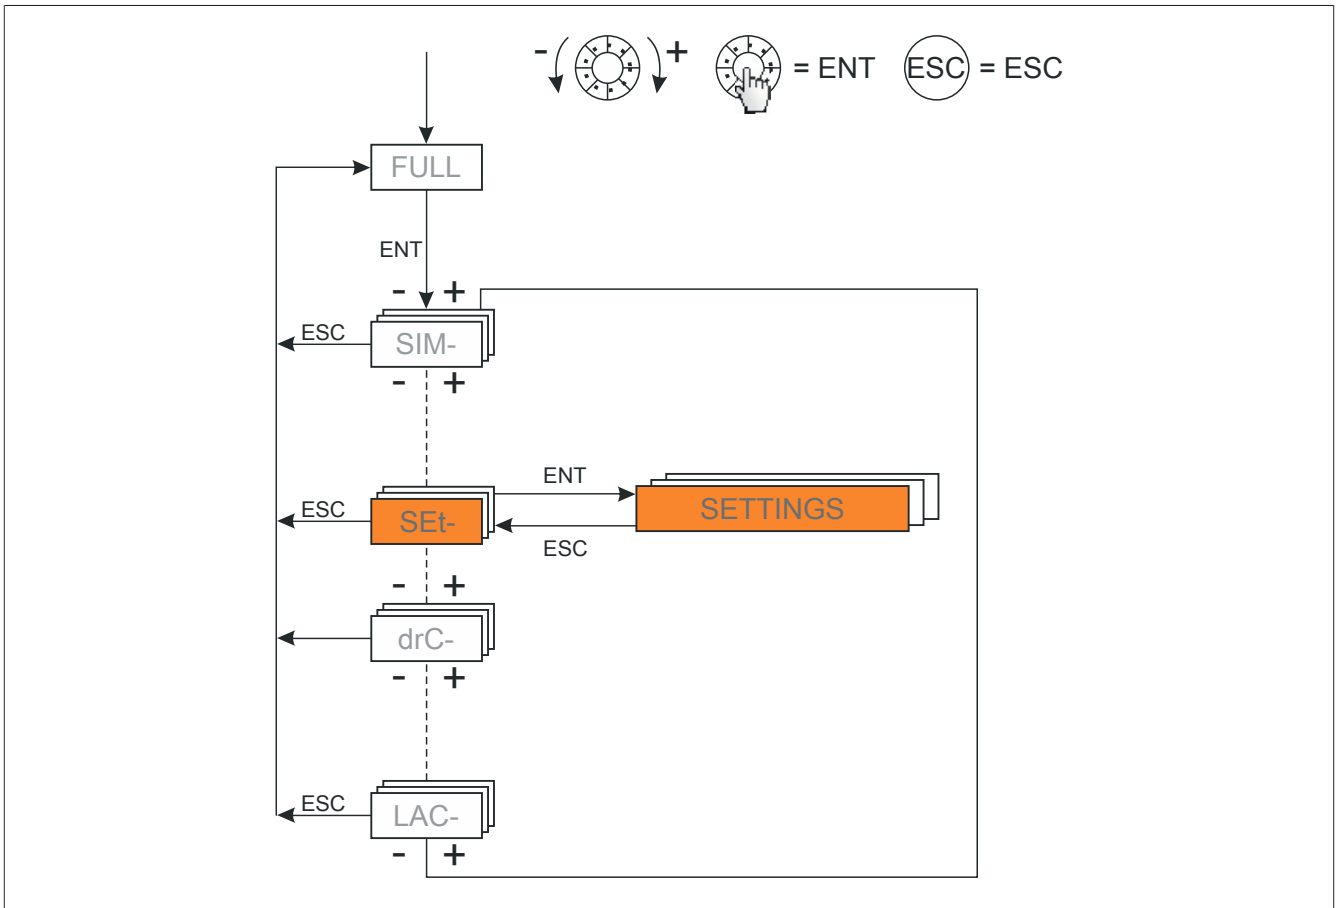 - + = ENT ESC = ESC
FULL
ENT
- +
ESC SIM-
- +
ENT
ESC SEt- SETTINGS
ESC
- +
drC-
- +
ESC LAC-
- +